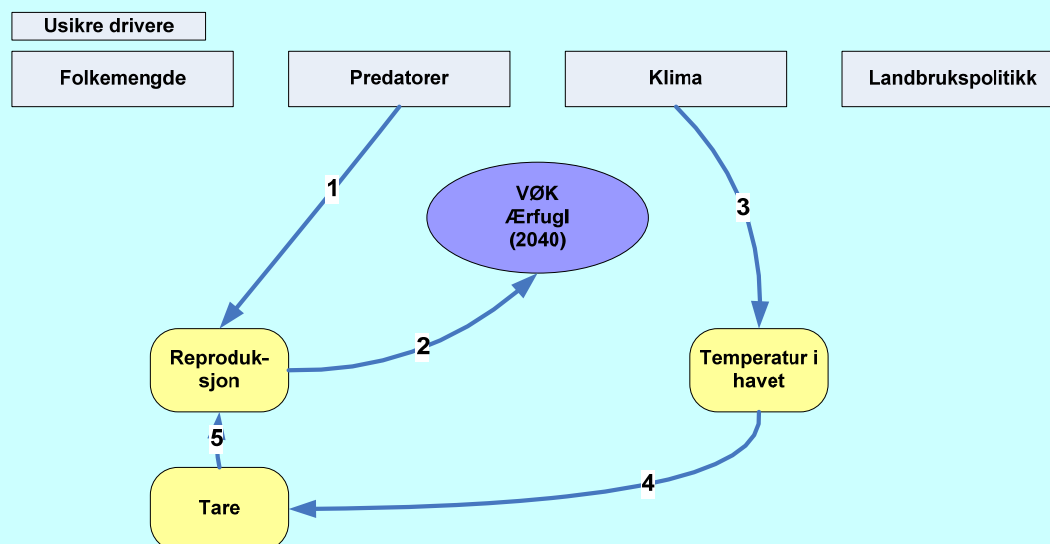 Usikre drivere
Folkemengde
Predatorer
Klima
Landbrukspolitikk
1
VØK
Ærfugl
(2040)
3
2
Reproduk-
sjon
Temperatur i
havet
5
4
Tare